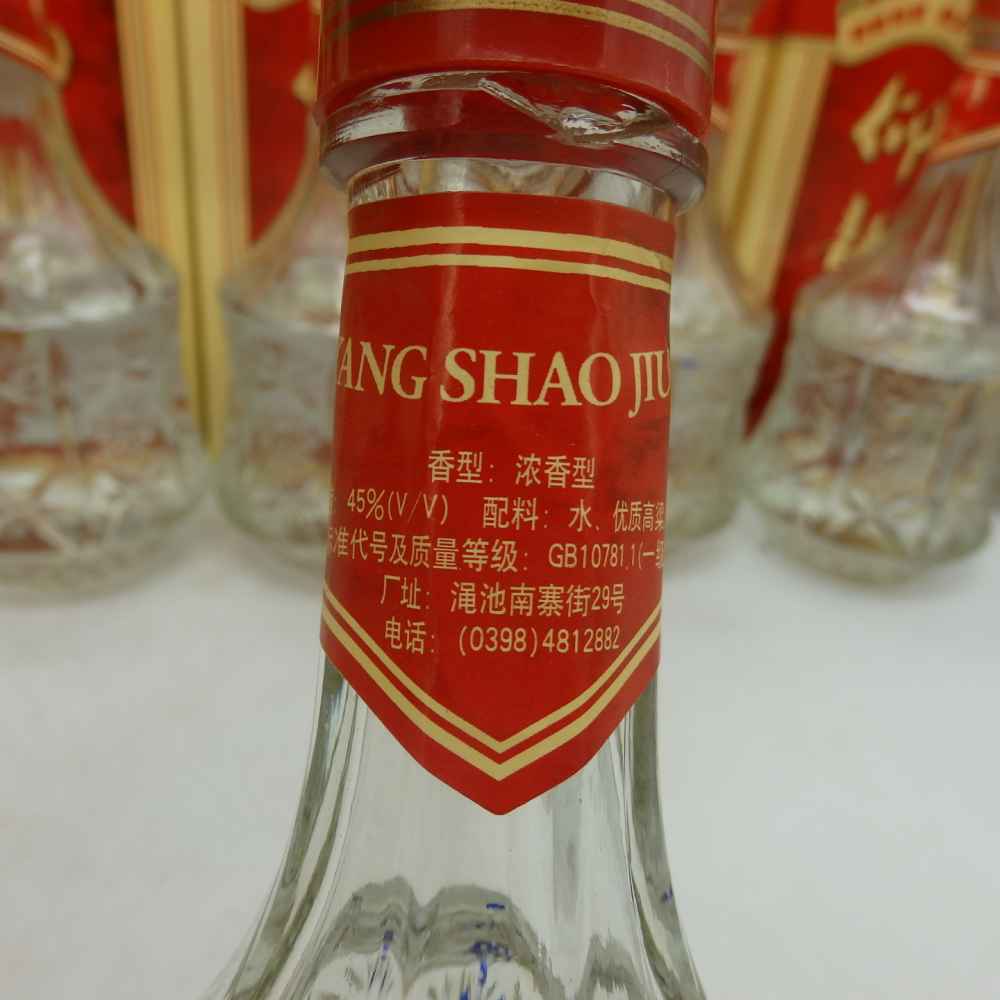 YANG SHAO JIU
香型：浓香型
45%(V/V) 配料：水、优质高粱
标准代号及质量等级：GB10781.1(一级
厂址：渑池南寨街29号
电话：(0398)4812882